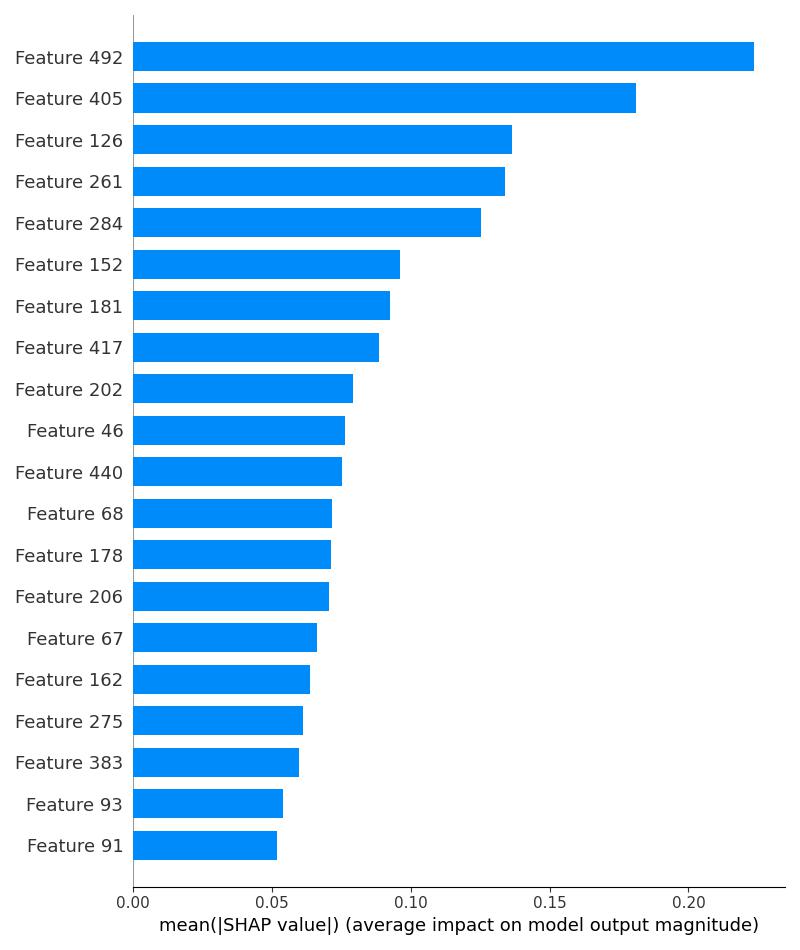 Feature 492
Feature 405
Feature 126
Feature 261
Feature 284
Feature 152
Feature 181
Feature 417
Feature 202
Feature 46
Feature 440
Feature 68
Feature 178
Feature 206
Feature 67
Feature 162
Feature 275
Feature 383
Feature 93
Feature 91
0.00 0.05 0.10 0.15 0.20
mean(|SHAP value|) (average impact on model output magnitude)